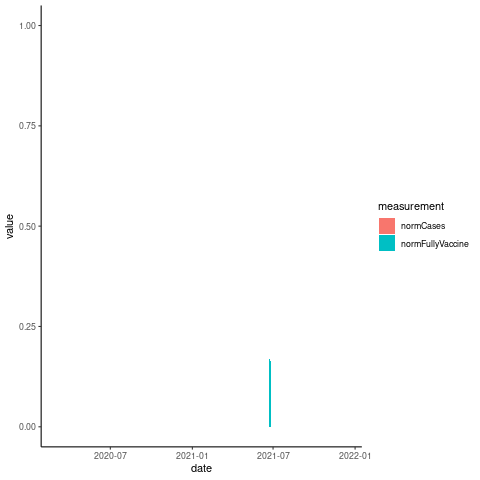 1.00
0.75
0.50
0.25
0.00
value
2020-07
2021-01
2021-07
2022-01
date
measurement
normCases
normFullyVaccine